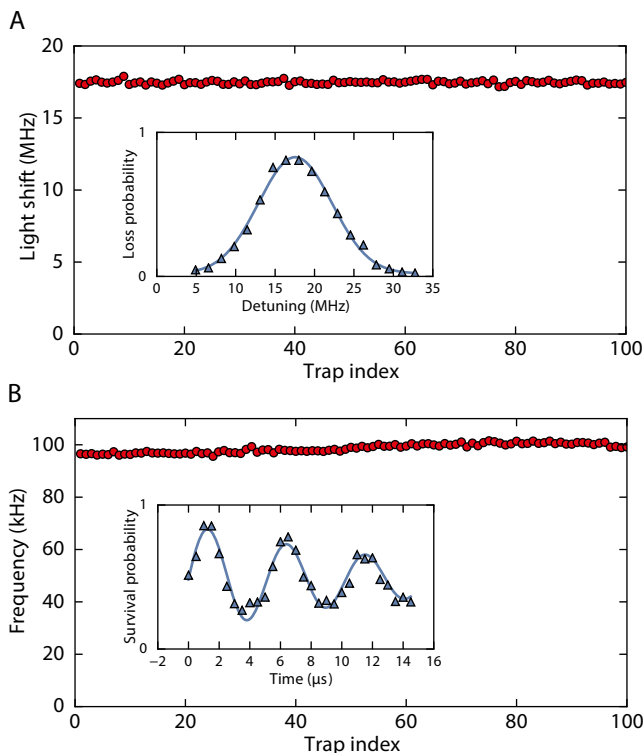 A
20
15
10
5
0
Light shift (MHz)
1
0
Loss probability
0 5 10 15 20 25 30 35
Detuning (MHz)
0 20 40 60 80 100
Trap index
B
100
80
60
40
20
0
Frequency (kHz)
1
0
Survival probability
−2 0 2 4 6 8 10 12 14 16
Time (μs)
0 20 40 60 80 100
Trap index